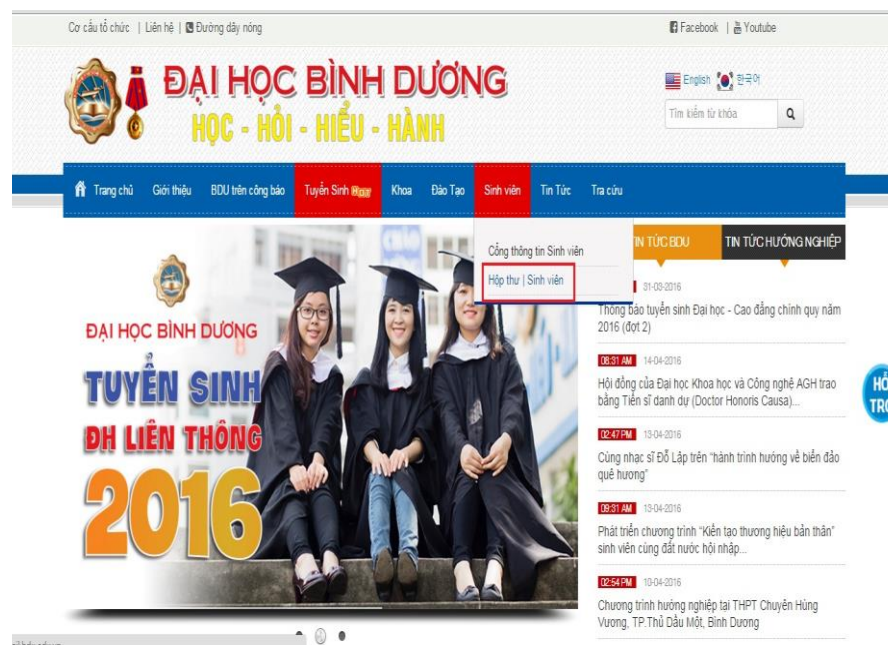 Cơ cấu tổ chức | Liên hệ | Đường dây nóng
Facebook | Youtube
ĐẠI HỌC BÌNH DƯƠNG
HỌC - HỎI - HIỂU - HÀNH
English 한국어
Tìm kiếm từ khóa
Trang chủ Giới thiệu BDU trên công báo Tuyển Sinh Khoa Đào Tạo Sinh viên Tin Tức Tra cứu
Cổng thông tin Sinh viên
Hộp thư | Sinh viên
TIN TỨC BDU TIN TỨC HƯỚNG NGHIỆP
31-03-2016
Thông báo tuyển sinh Đại học - Cao đẳng chính quy năm
2016 (đợt 2)
08:31 AM 14-04-2016
Hội đồng của Đại học Khoa học và Công nghệ AGH trao
bằng Tiến sĩ danh dự (Doctor Honoris Causa)...
02:47 PM 13-04-2016
Cùng nhạc sĩ Đỗ Lập trên “hành trình hướng về biển đảo
quê hương”
09:31 AM 13-04-2016
Phát triển chương trình “Kiến tạo thương hiệu bản thân”
sinh viên cùng đất nước hội nhập...
02:54 PM 10-04-2016
Chương trình hướng nghiệp tại THPT Chuyên Hùng
Vương, TP.Thủ Dầu Một, Bình Dương
ĐẠI HỌC BÌNH DƯƠNG
TUYỂN SINH
ĐH LIÊN THÔNG
2016